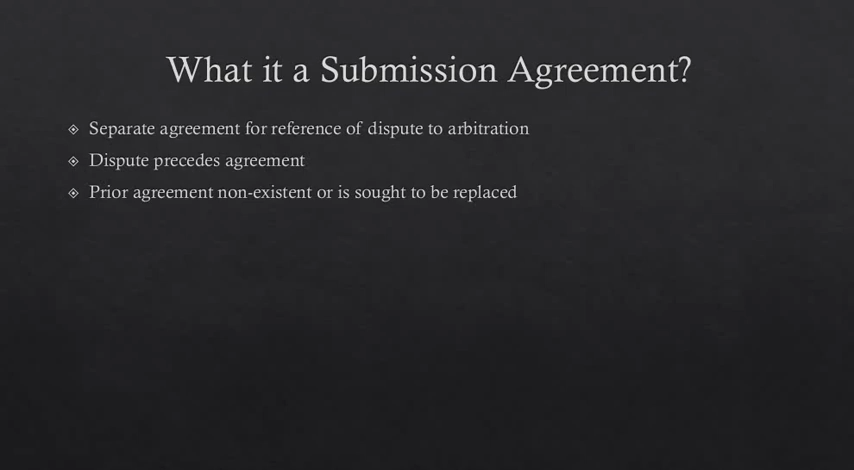 What it a Submission Agreement?
Separate agreement for reference of dispute to arbitration
Dispute precedes agreement
Prior agreement non-existent or is sought to be replaced